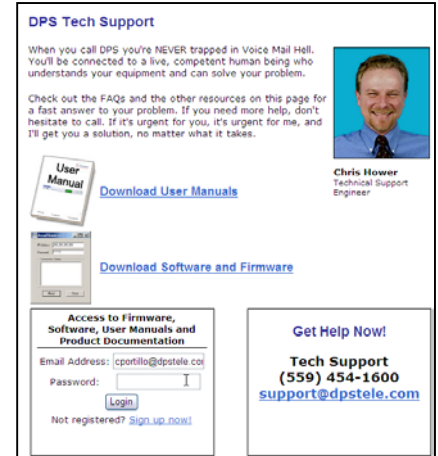 DPS Tech Support
When you call DPS you're NEVER trapped in Voice Mail Hell.
You'll be connected to a live, competent human being who
understands your equipment and can solve your problem.
Check out the FAQs and the other resources on this page for
a fast answer to your problem. If you need more help, don't
hesitate to call. If it's urgent for you, it's urgent for me, and
I'll get you a solution, no matter what it takes.
Chris Hower
Technical Support
Engineer
User
Manual
Download User Manuals
Download Software and Firmware
Access to Firmware,
Software, User Manuals and
Product Documentation
Email Address: cportillo@dpstele.co
Password:
Login
Not registered? Sign up now!
Get Help Now!
Tech Support
(559) 454-1600
support@dpstele.com